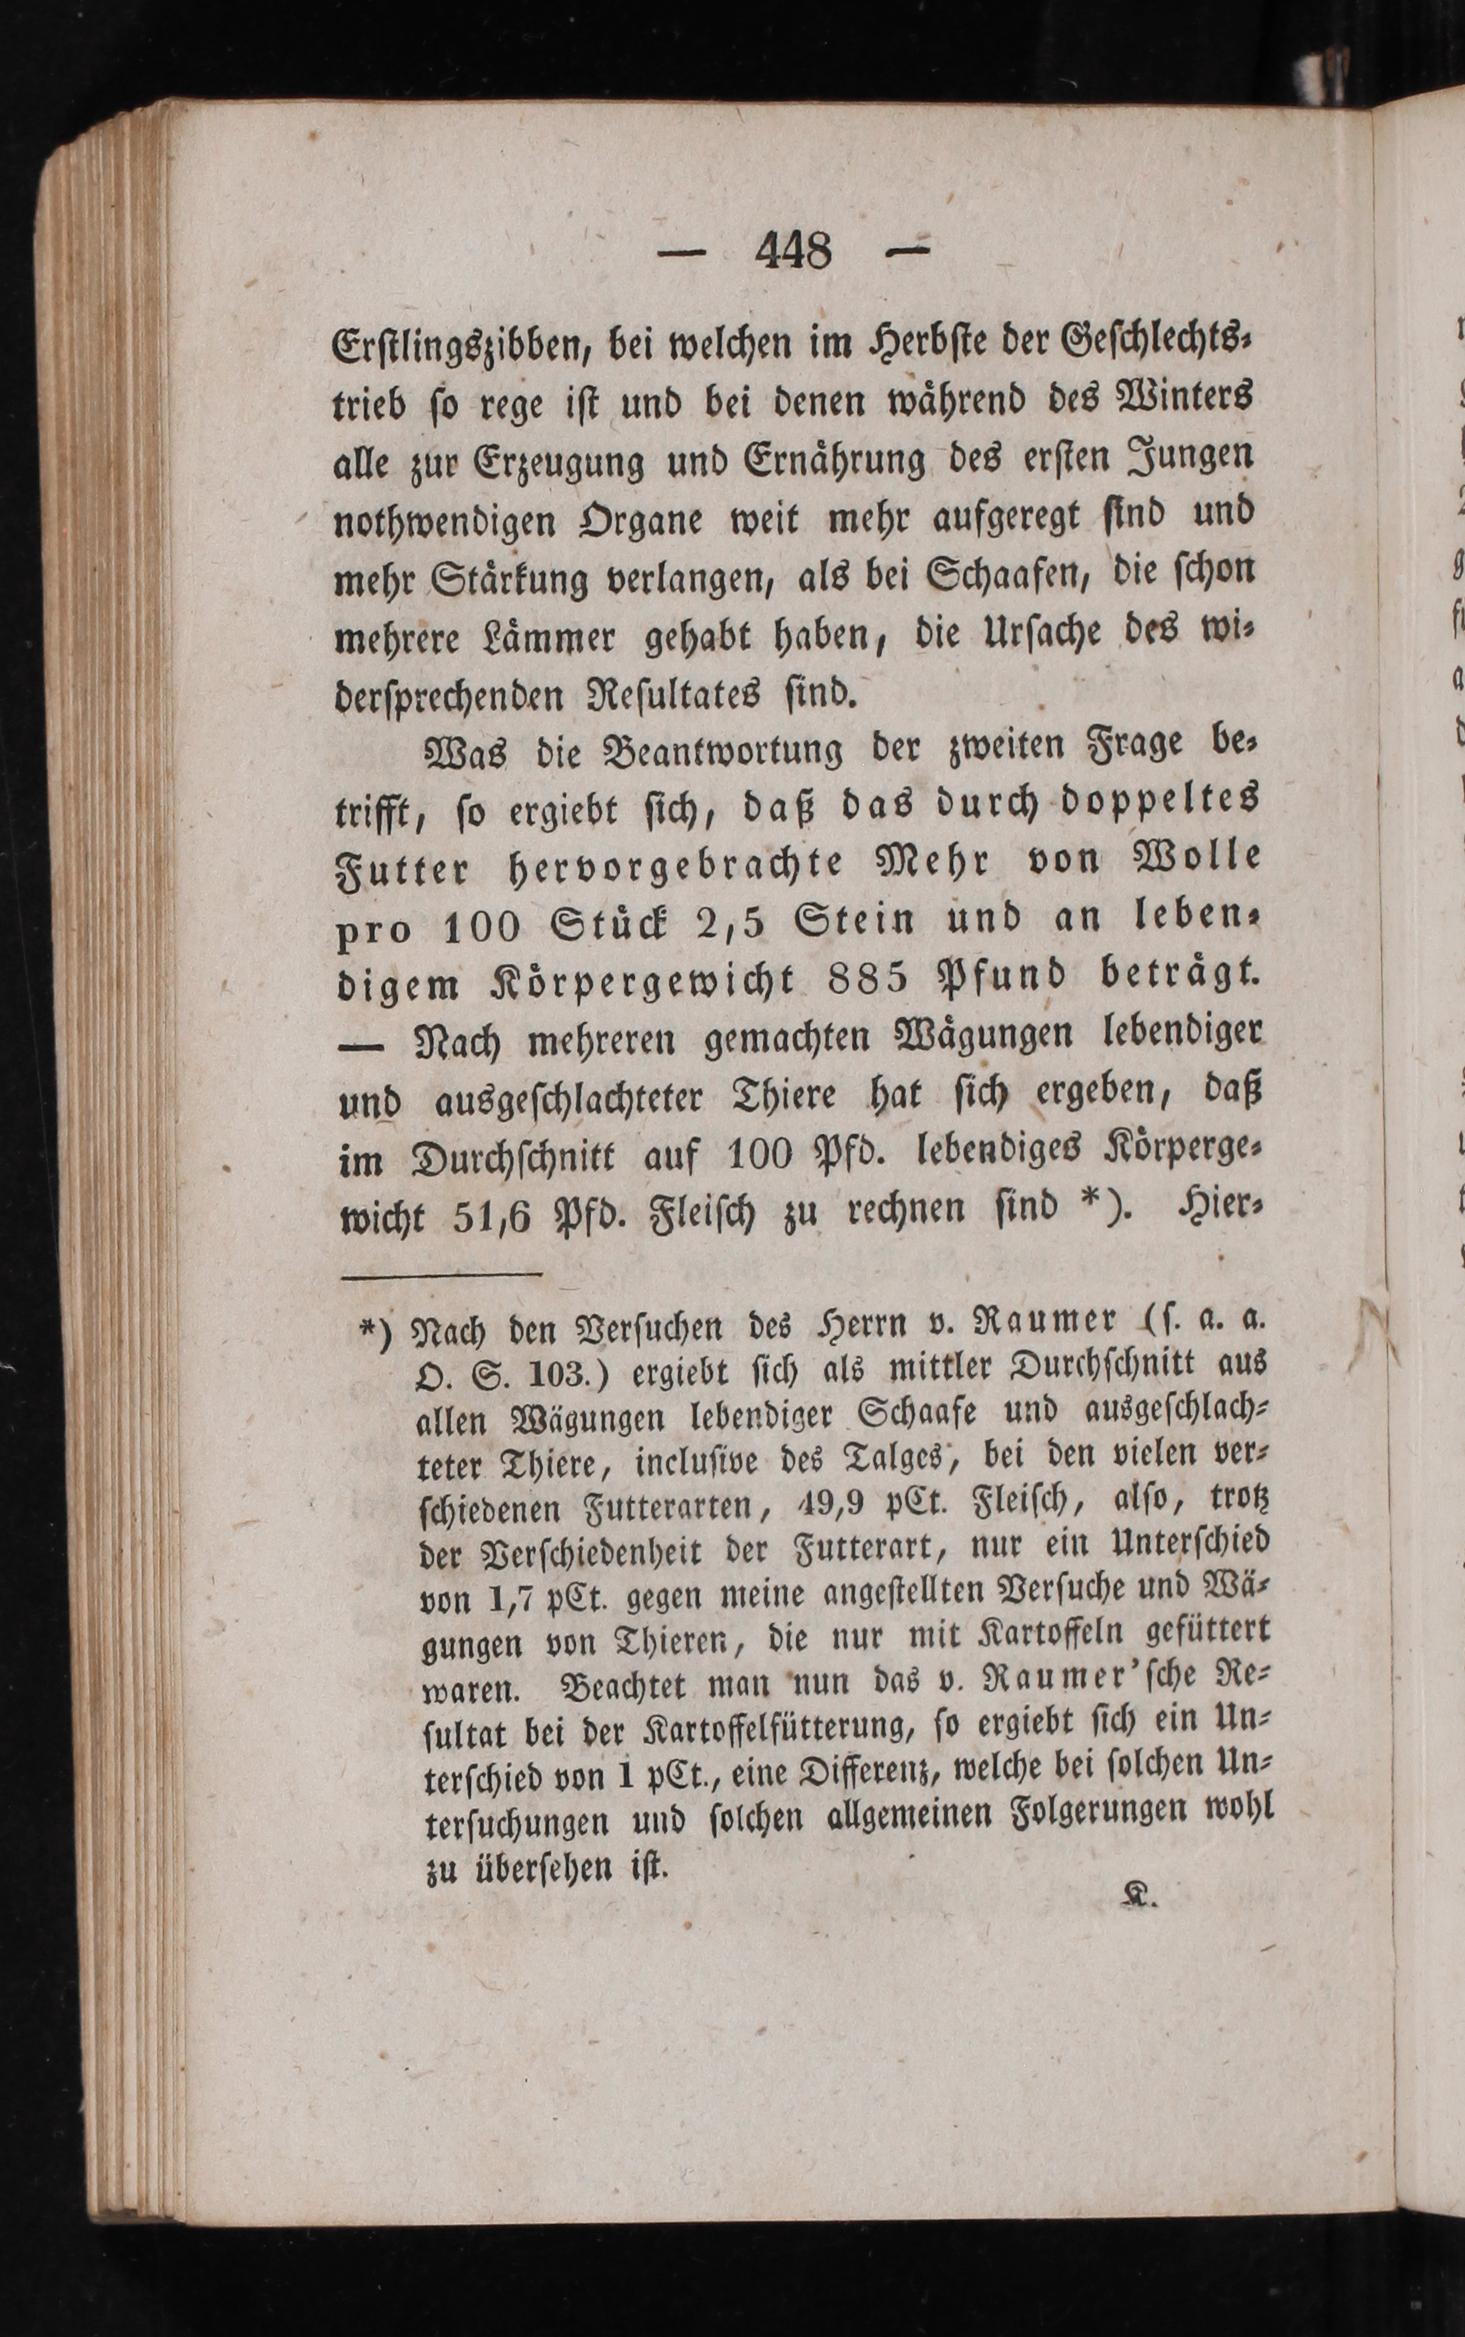 — 448 —
Erstlingszibben, bei welchen im Herbste der Geschlechts-
trieb so rege ist und bei denen während des Winters
alle zur Erzeugung und Ernährung des ersten Jungen
nothwendigen Organe weit mehr aufgeregt sind und
mehr Stärkung verlangen, als bei Schaafen, die schon
mehrere Lämmer gehabt haben, die Ursache des wi-
dersprechenden Resultates sind.
Was die Beantwortung der zweiten Frage be-
trifft, so ergiebt sich, daß das durch doppeltes
Futter hervorgebrachte Mehr von Wolle
pro 100 Stück 2,5 Stein und an leben-
digem Körpergewicht 885 Pfund beträgt.
— Nach mehreren gemachten Wägungen lebendiger
und ausgeschlachteter Thiere hat sich ergeben, daß
im Durchschnitt auf 100 Pfd. lebendiges Körperge-
wicht 51,6 Pfd. Fleisch zu rechnen sind *). Hier-
*) Nach den Versuchen des Herrn v. Raumer (s. a. a.
O. S. 103.) ergiebt sich als mittler Durchschnitt aus
allen Wägungen lebendiger Schaafe und ausgeschlach-
teter Thiere, inclusive des Talges, bei den vielen ver-
schiedenen Futterarten, 49,9 pCt. Fleisch, also, trotz
der Verschiedenheit der Futterart, nur ein Unterschied
von 1,7 pCt. gegen meine angestellten Versuche und Wä-
gungen von Thieren, die nur mit Kartoffeln gefüttert
waren. Beachtet man nun das v. Raumer'sche Re-
sultat bei der Kartoffelfütterung, so ergiebt sich ein Un-
terschied von 1 pCt., eine Differenz, welche bei solchen Un-
tersuchungen und solchen allgemeinen Folgerungen wohl
zu übersehen ist.
K.